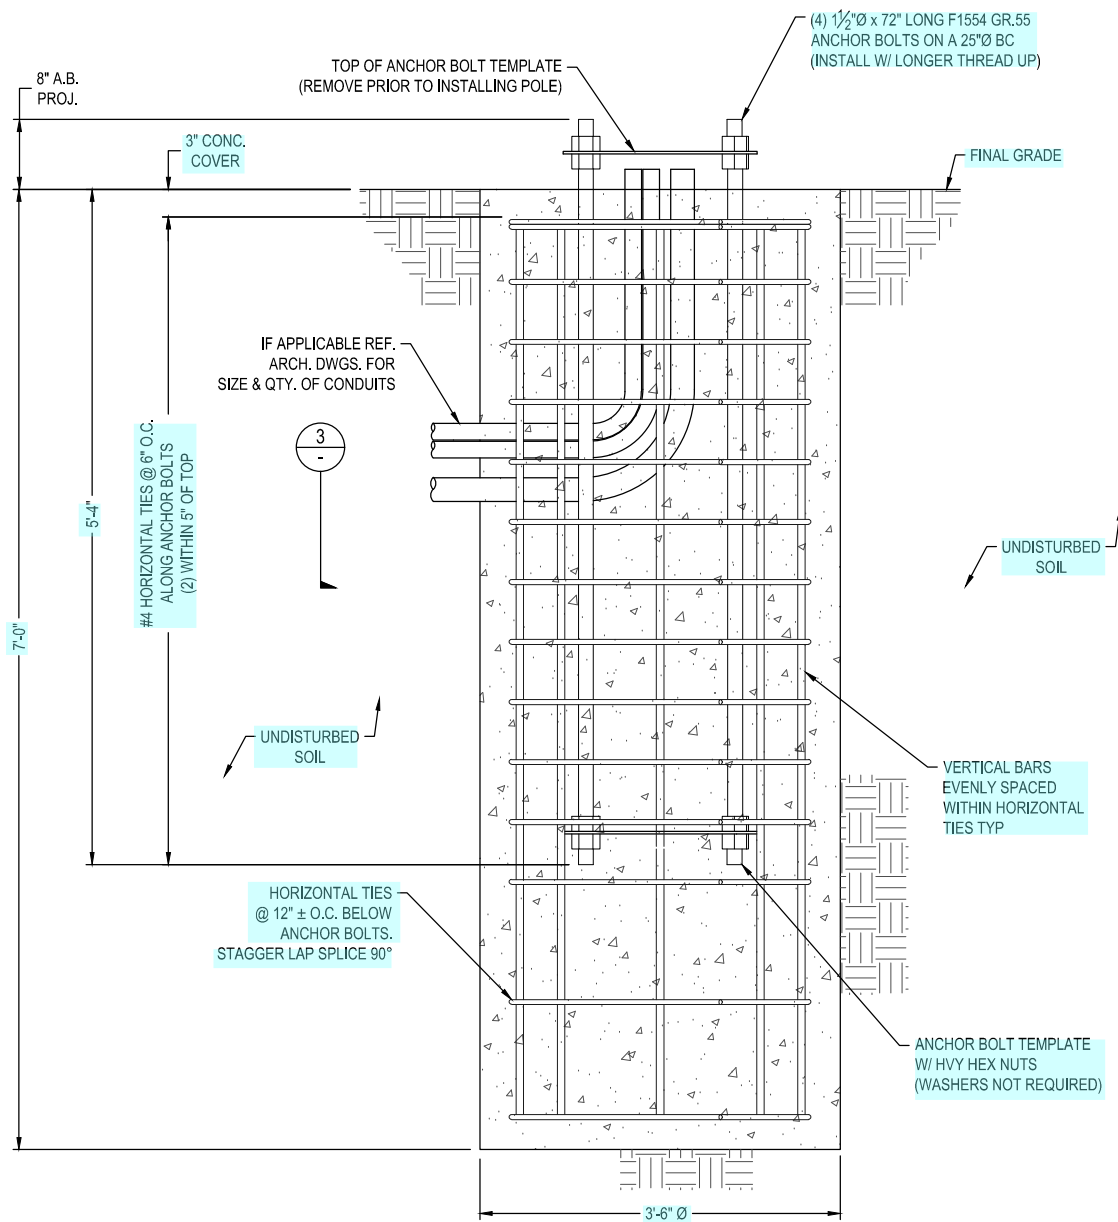 (4) 1 1/2"Ø x 72" LONG F1554 GR.55
ANCHOR BOLTS ON A 25"Ø BC
(INSTALL W/ LONGER THREAD UP)
TOP OF ANCHOR BOLT TEMPLATE
(REMOVE PRIOR TO INSTALLING POLE)
8" A.B.
PROJ.
3" CONC.
COVER
FINAL GRADE
IF APPLICABLE REF.
ARCH. DWGS. FOR
SIZE & QTY. OF CONDUITS
3
-
#4 HORIZONTAL TIES @ 6" O.C.
ALONG ANCHOR BOLTS
(2) WITHIN 5" OF TOP
5'-4"
7'-0"
UNDISTURBED
SOIL
UNDISTURBED
SOIL
VERTICAL BARS
EVENLY SPACED
WITHIN HORIZONTAL
TIES TYP
HORIZONTAL TIES
@ 12" ± O.C. BELOW
ANCHOR BOLTS.
STAGGER LAP SPLICE 90°
ANCHOR BOLT TEMPLATE
W/ HVY HEX NUTS
(WASHERS NOT REQUIRED)
3'-6" Ø